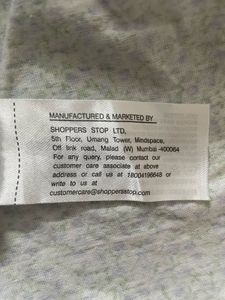 MANUFACTURED & MARKETED BY
SHOPPERS STOP LTD,
5th Floor, Umang Tower, Mindspace,
Off link road, Malad (W) Mumbai -400064
For any query, please contact our
customer care associate at above
address or call us at 18004196648 or
write to us at
customercare@shoppersstop.com